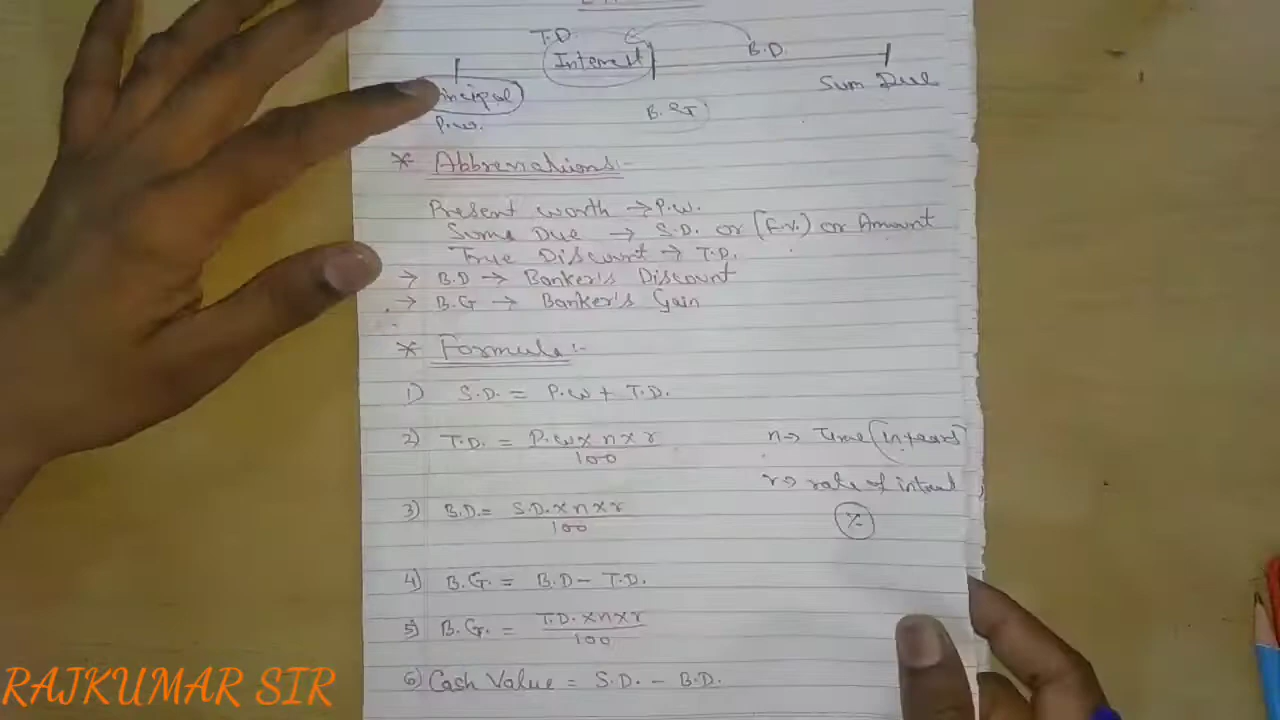 T.D.
Interest
B.D.
Sum Due
P.W.
B.G
* Abbreviations:-
Present worth → P.W.
Some Due → S.D. or (F.V.) or Amount
True Discount → T.D.
→ B.D → Banker's Discount
→ B.G → Banker's Gain
* Formula:-
1) S.D. = P.W + T.D.
2) T.D. = P.W x n x r / 100
n → Time (in years)
r → rate of interest
%
3) B.D. = S.D. x n x r / 100
4) B.G. = B.D - T.D.
5) B.G. = T.D. x n x r / 100
6) Cash Value = S.D. - B.D.
RAJKUMAR SIR